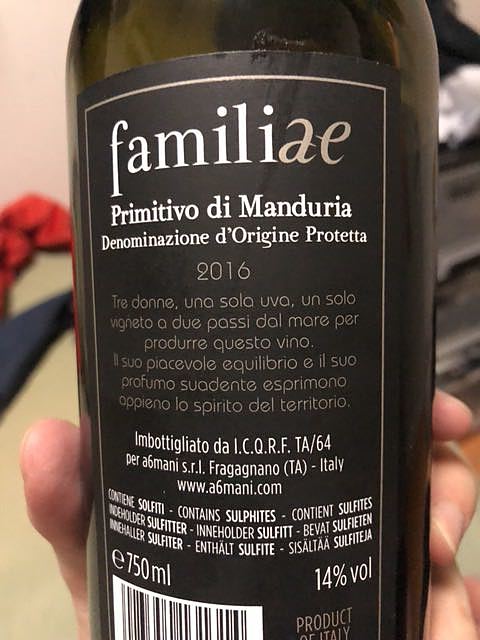 familiae
Primitivo di Manduria
Denominazione d'Origine Protetta
2016
Tre donne, una sola uva, un solo
vigneto a due passi dal mare per
produrre questo vino.
Il suo piacevole equilibrio e il suo
profumo suadente esprimono
appieno lo spirito del territorio.
Imbottigliato da I.C.Q.R.F. TA/64
per a6mani s.r.l. Fragagnano (TA) - Italy
www.a6mani.com
CONTIENE SOLFITI - CONTAINS SULPHITES - CONTIENT SULFITES
INDEHOLDER SULFITTER - INNEHOLDER SULFITT - BEVAT SULFIETEN
INNEHALLER SULFITER - ENTHÄLT SULFITE - SISÄLTÄÄ SULFITEJA
e 750ml
14% vol
PRODUCT
OF ITALY